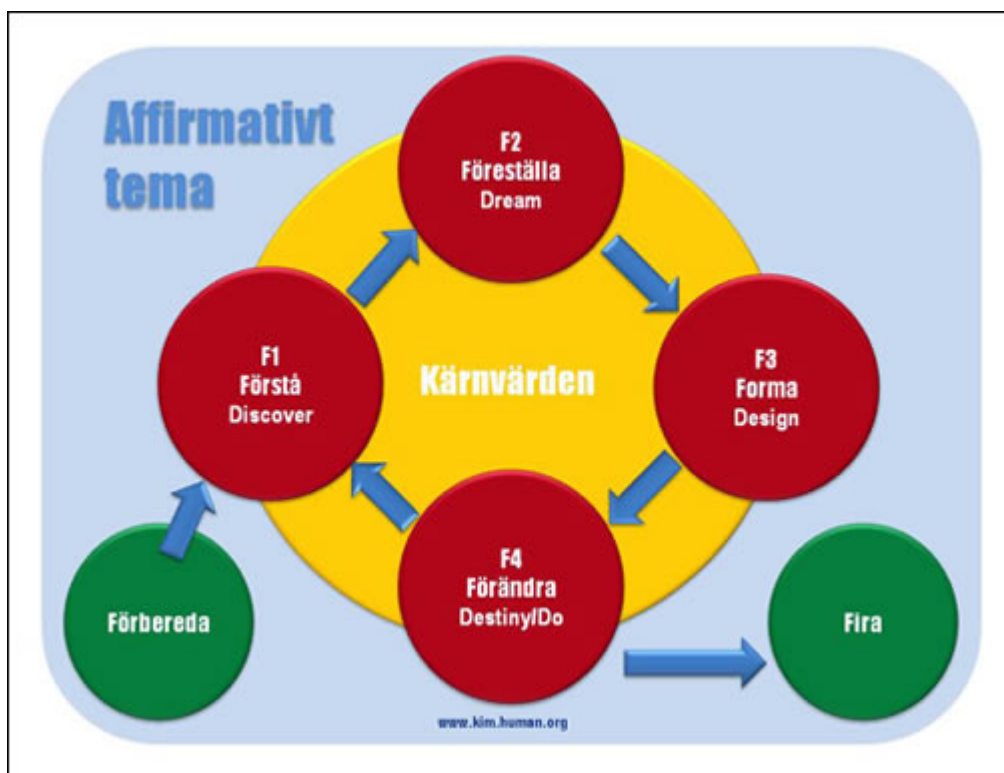 Affirmativt
tema
F2
Föreställa
Dream
F1
Förstå
Discover
Kärnvärden
F3
Forma
Design
F4
Förändra
Destiny/Do
Förbereda
Fira
www.kim.human.org